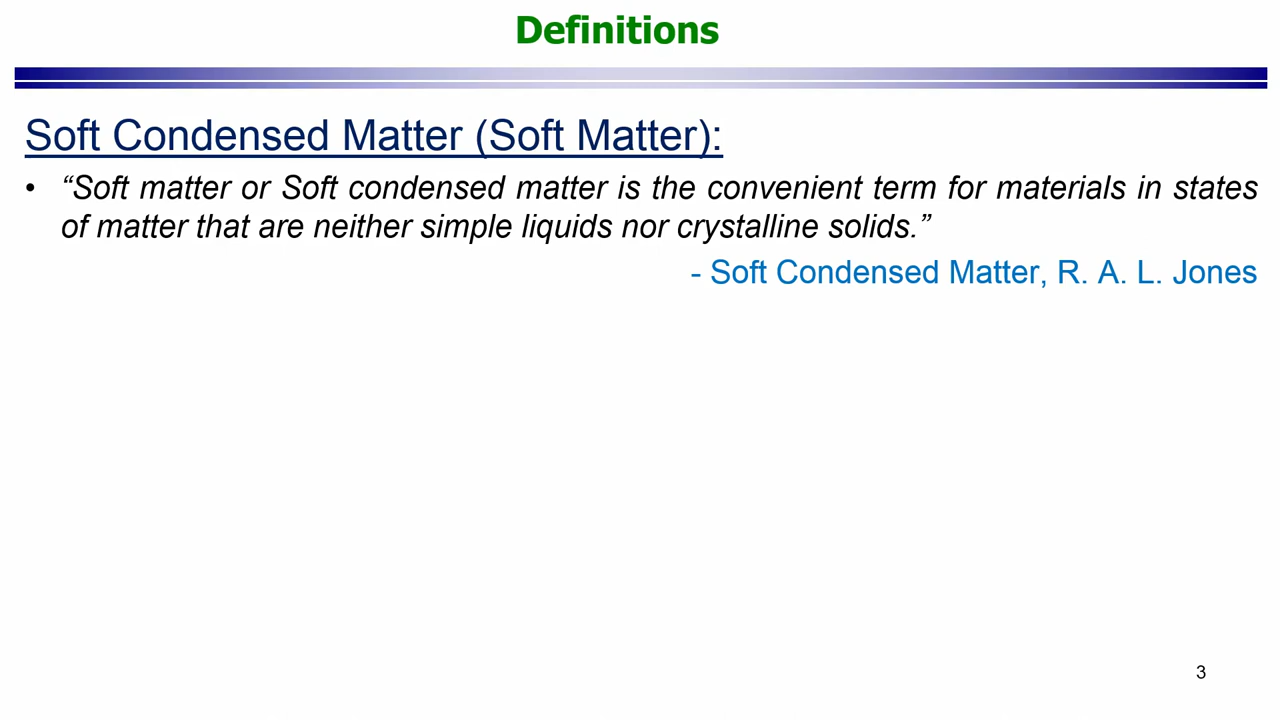 Definitions
Soft Condensed Matter (Soft Matter):
• “Soft matter or Soft condensed matter is the convenient term for materials in states
of matter that are neither simple liquids nor crystalline solids.”
- Soft Condensed Matter, R. A. L. Jones
3